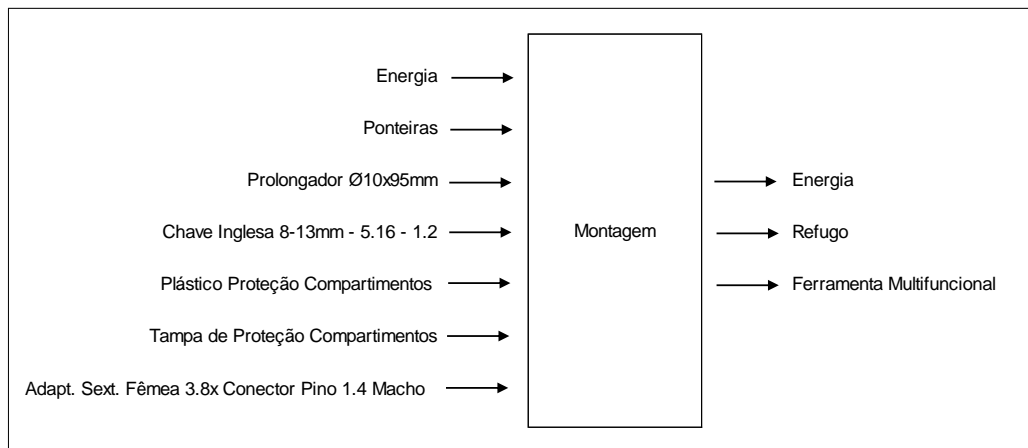 Energia
Ponteiras
Prolongador Ø10x95mm
Chave Inglesa 8-13mm - 5.16 - 1.2
Plástico Proteção Compartimentos
Tampa de Proteção Compartimentos
Adapt. Sext. Fêmea 3.8x Conector Pino 1.4 Macho
Montagem
Energia
Refugo
Ferramenta Multifuncional